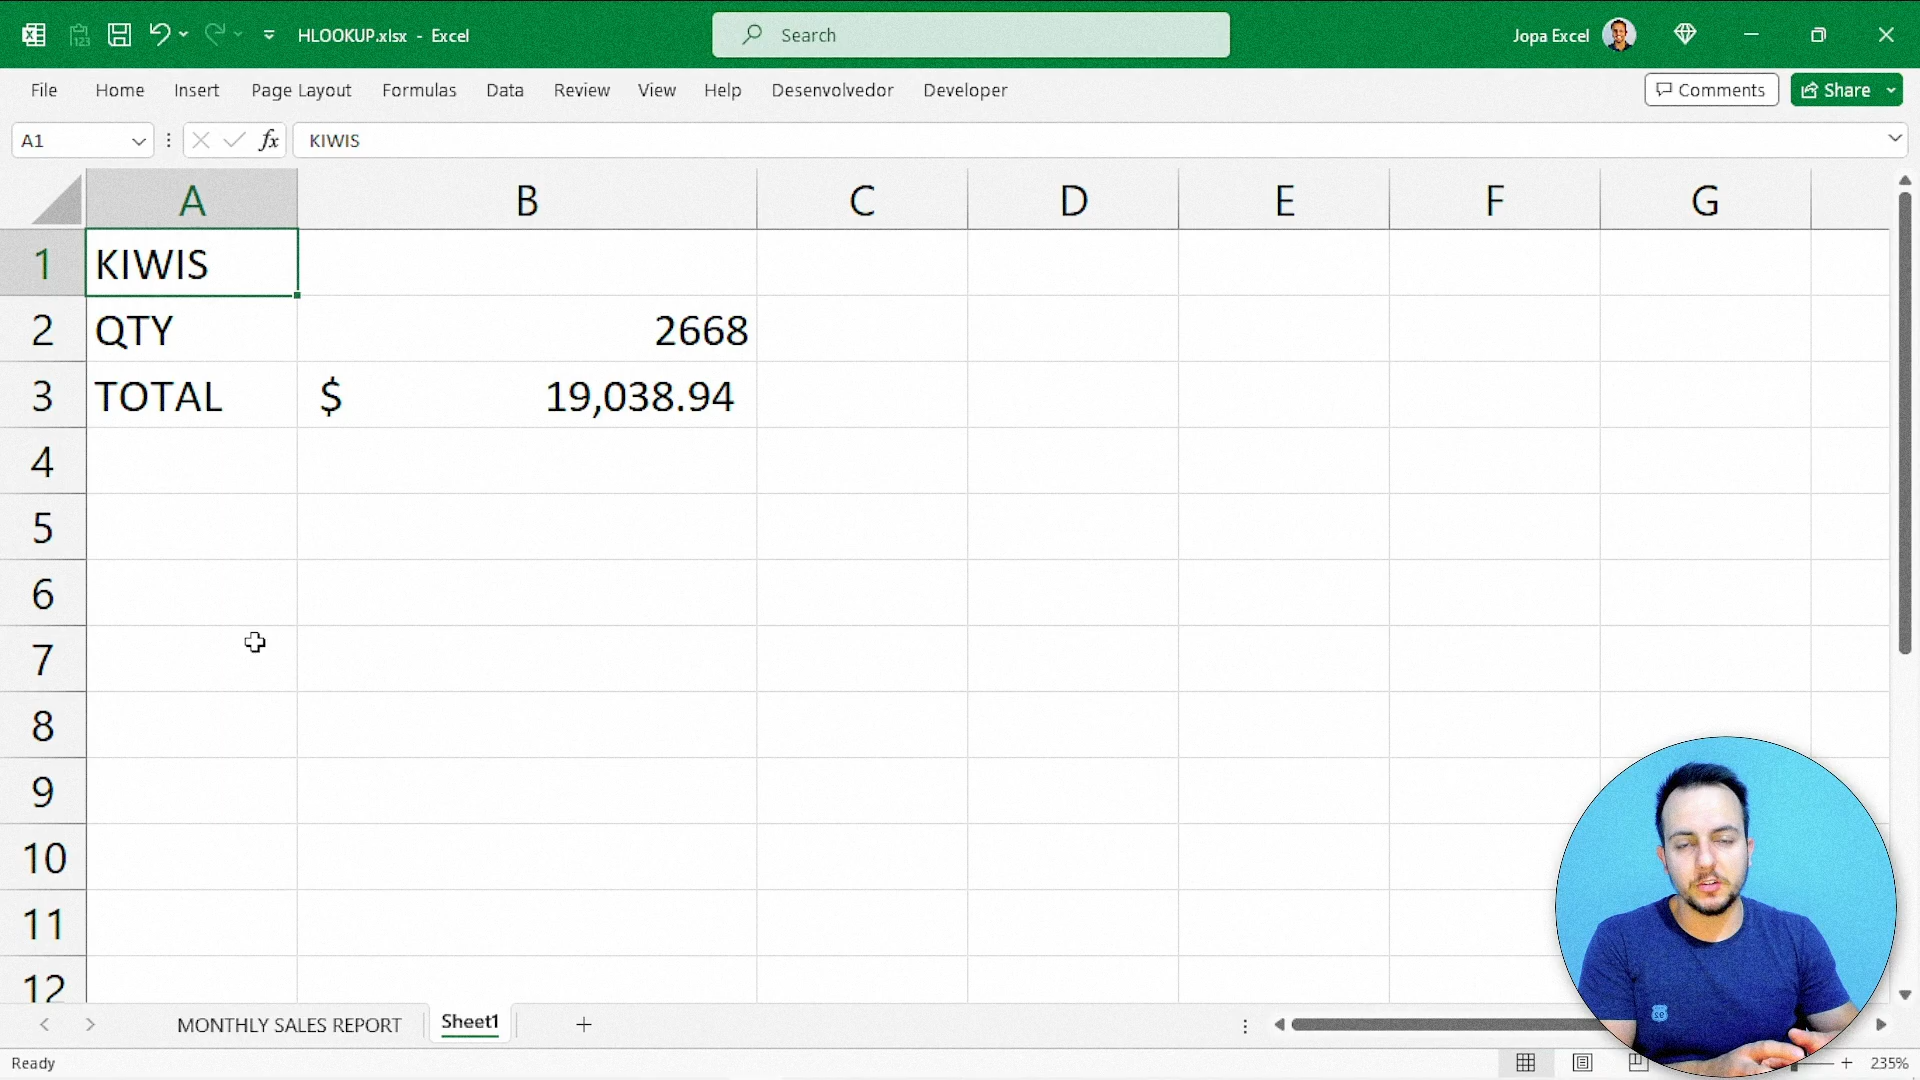 HLOOKUP.xlsx - Excel
Search
Jopa Excel
File Home Insert Page Layout Formulas Data Review View Help Desenvolvedor Developer
Comments
Share
A1
fx
KIWIS
A B C D E F G
1 KIWIS
2 QTY 2668
3 TOTAL $ 19,038.94
4
5
6
7
8
9
10
11
12
MONTHLY SALES REPORT
Sheet1
Ready
235%